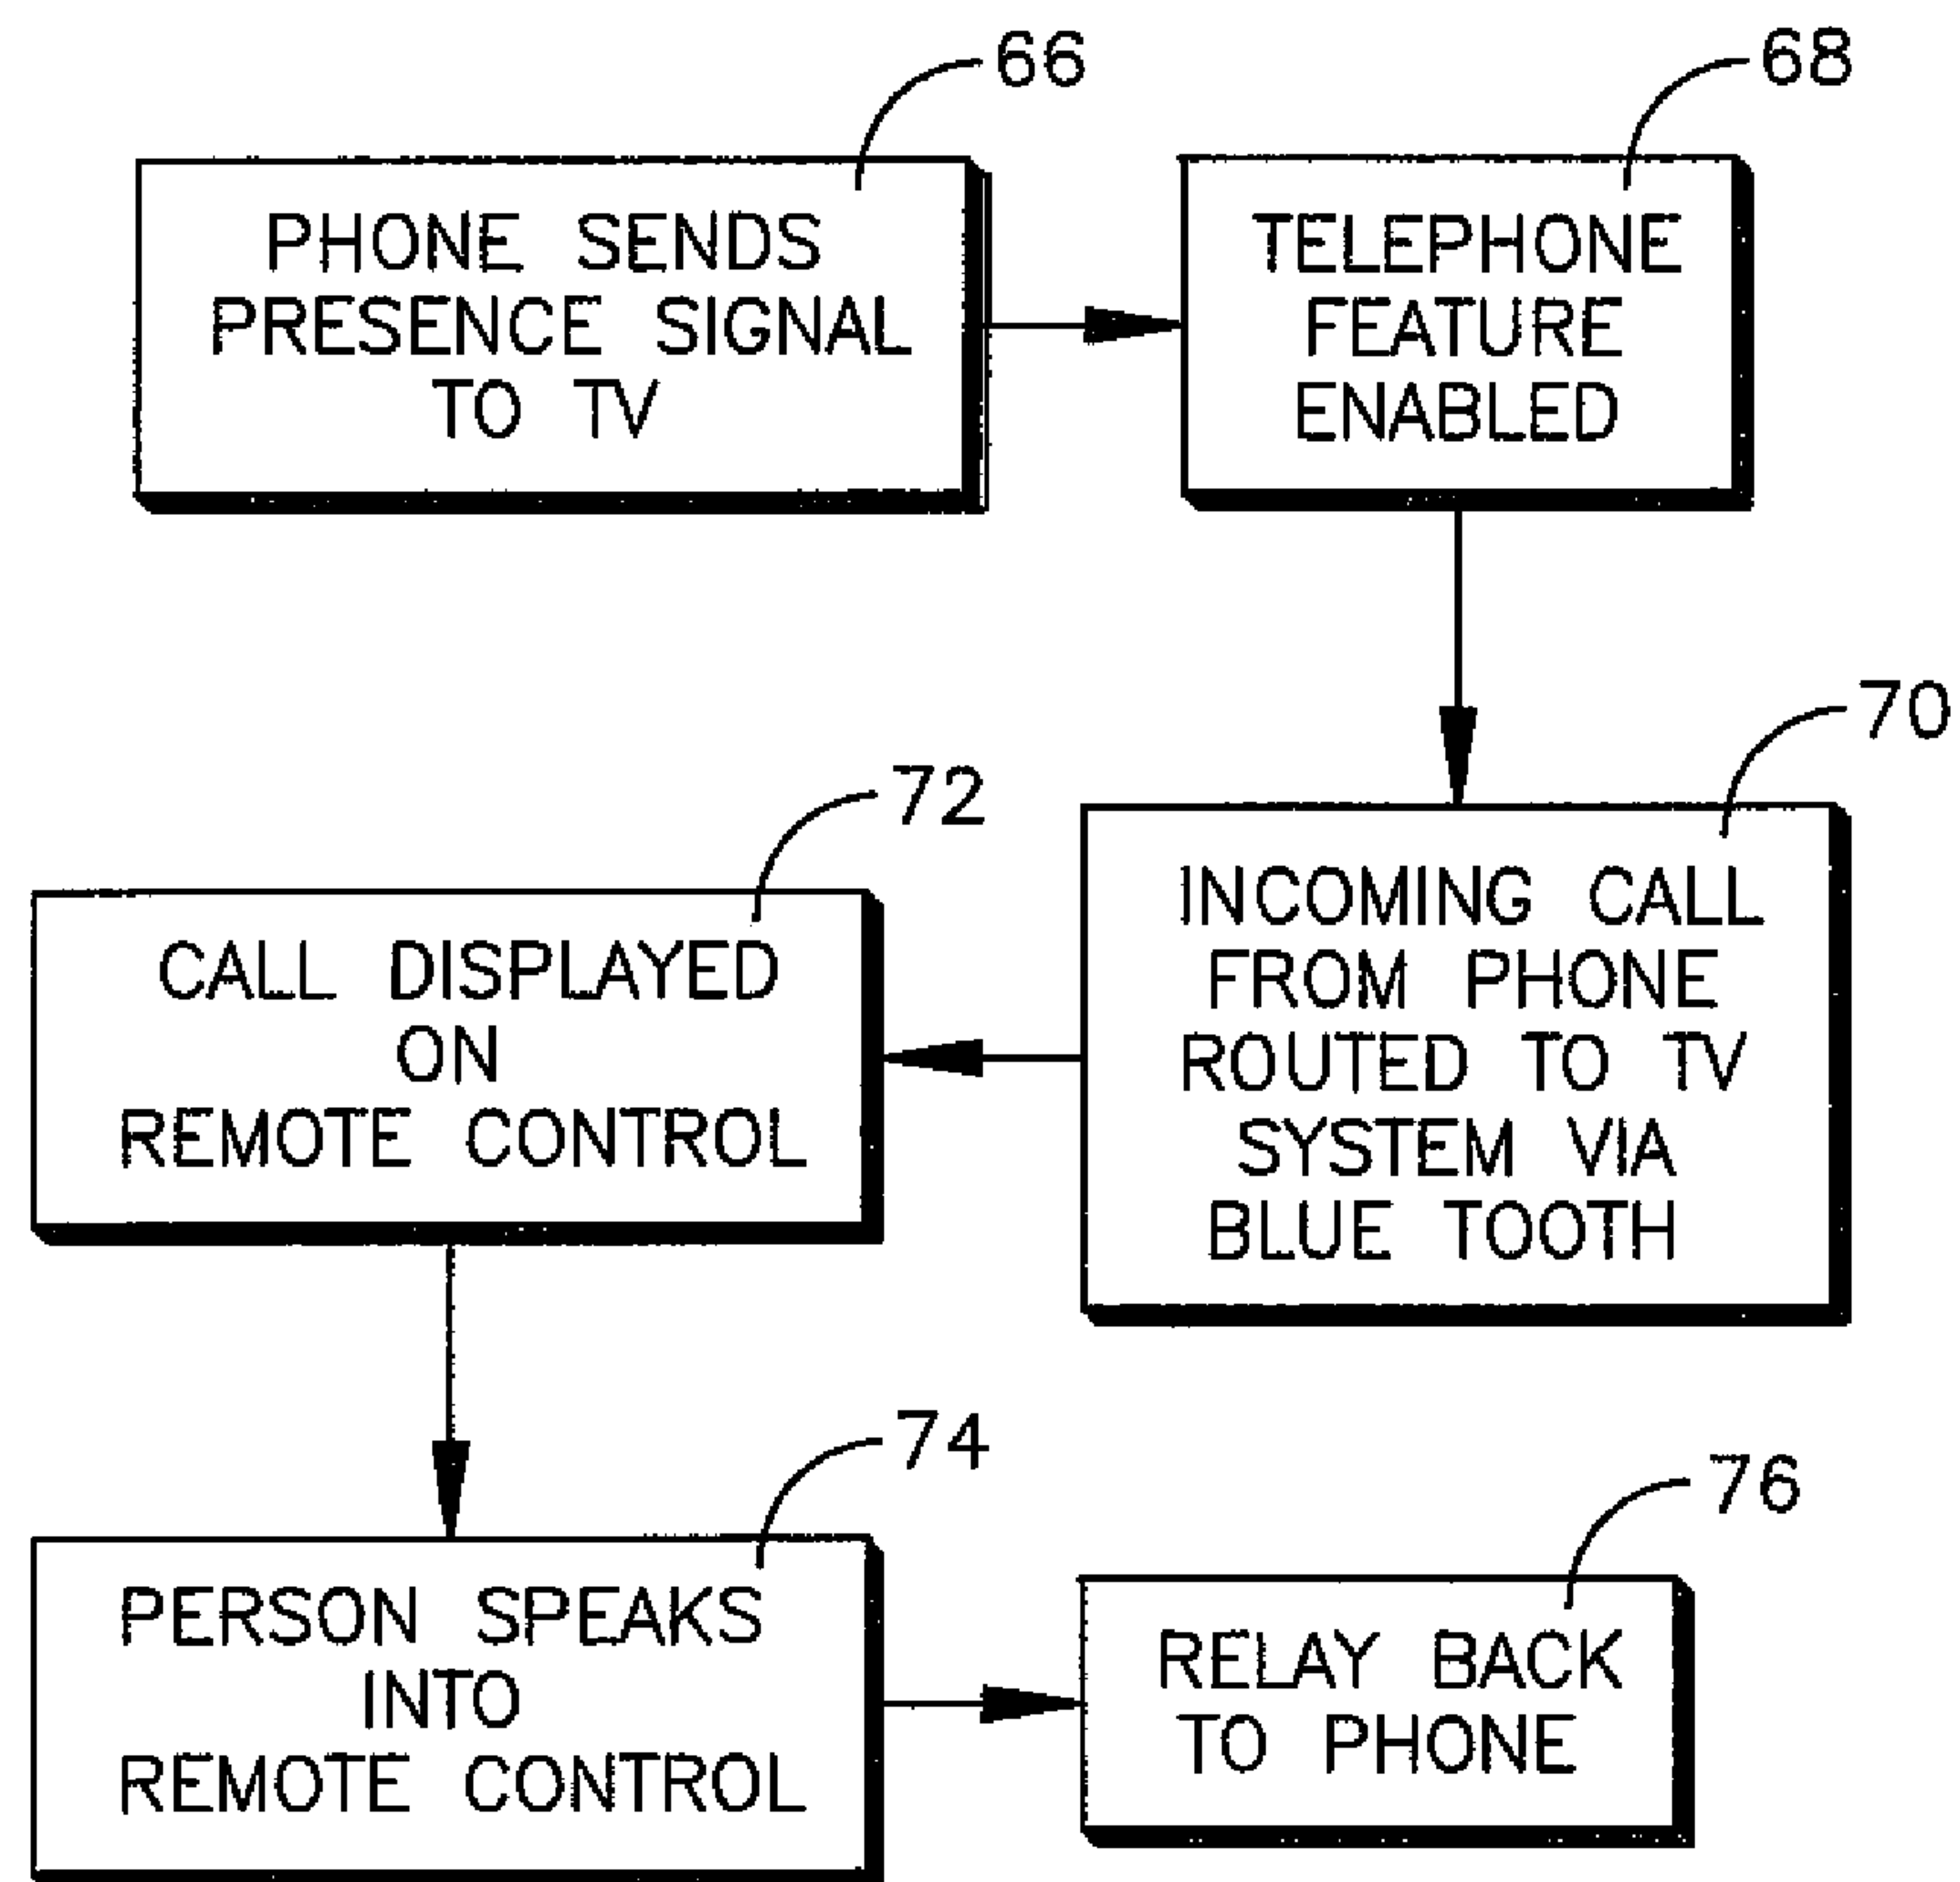 66
PHONE SENDS
PRESENCE SIGNAL
TO TV
68
TELEPHONE
FEATURE
ENABLED
70
INCOMING CALL
FROM PHONE
ROUTED TO TV
SYSTEM VIA
BLUE TOOTH
72
CALL DISPLAYED
ON
REMOTE CONTROL
74
PERSON SPEAKS
INTO
REMOTE CONTROL
76
RELAY BACK
TO PHONE